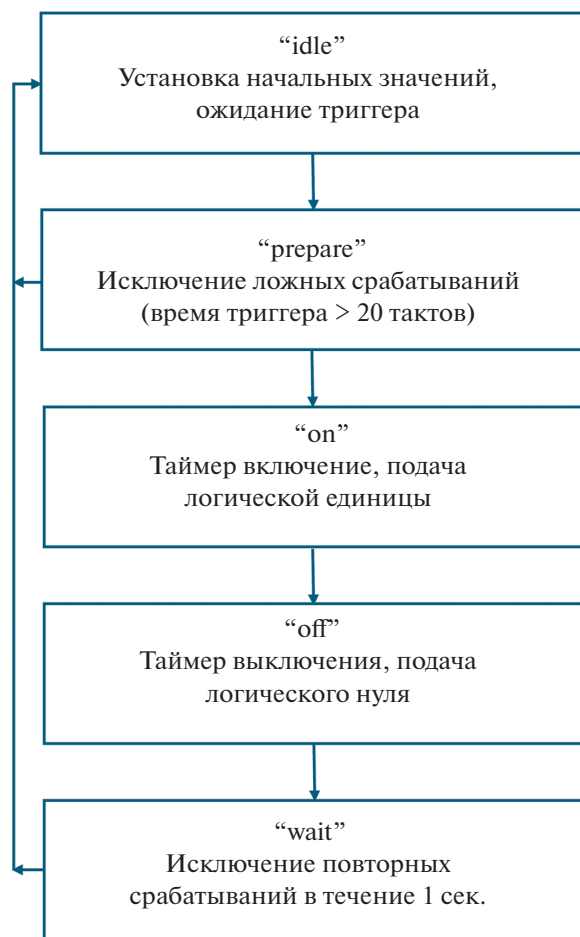 “idle”
Установка начальных значений,
ожидание триггера
“prepare”
Исключение ложных срабатываний
(время триггера > 20 тактов)
“on”
Таймер включение, подача
логической единицы
“off”
Таймер выключения, подача
логического нуля
“wait”
Исключение повторных
срабатываний в течение 1 сек.